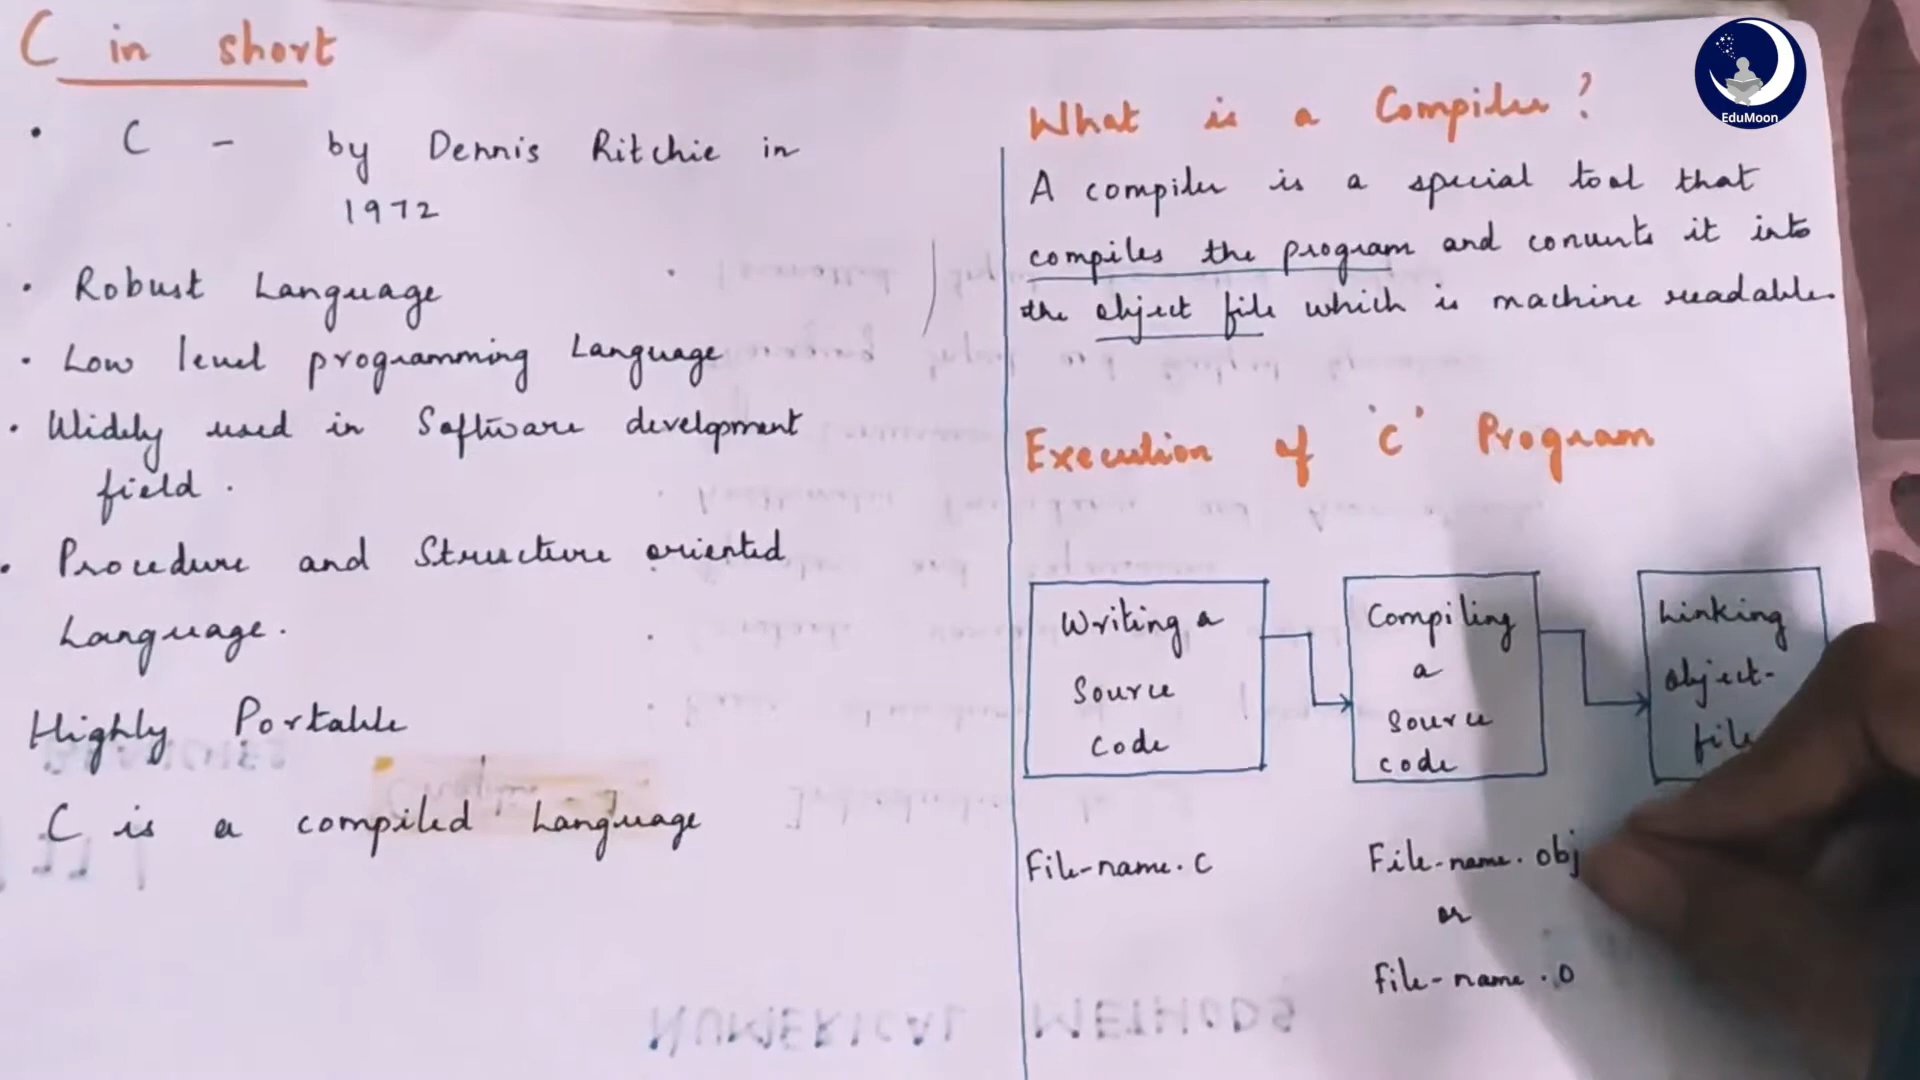 C in short
• C - by Dennis Ritchie in
1972
• Robust Language
• Low level programming Language
• Widely used in Software development
field.
• Procedure and Structure oriented
Language.
Highly Portable
C is a compiled Language
EduMoon
What is a Compiler?
A compiler is a special tool that
compiles the program and converts it into
the object file which is machine readable.
Execution of 'C' Program
Writing a
Source
Code
Compiling
a
Source
code
Linking
object-
file
File-name.C
File-name.obj
or
file-name.o
NUMERICAL METHODS